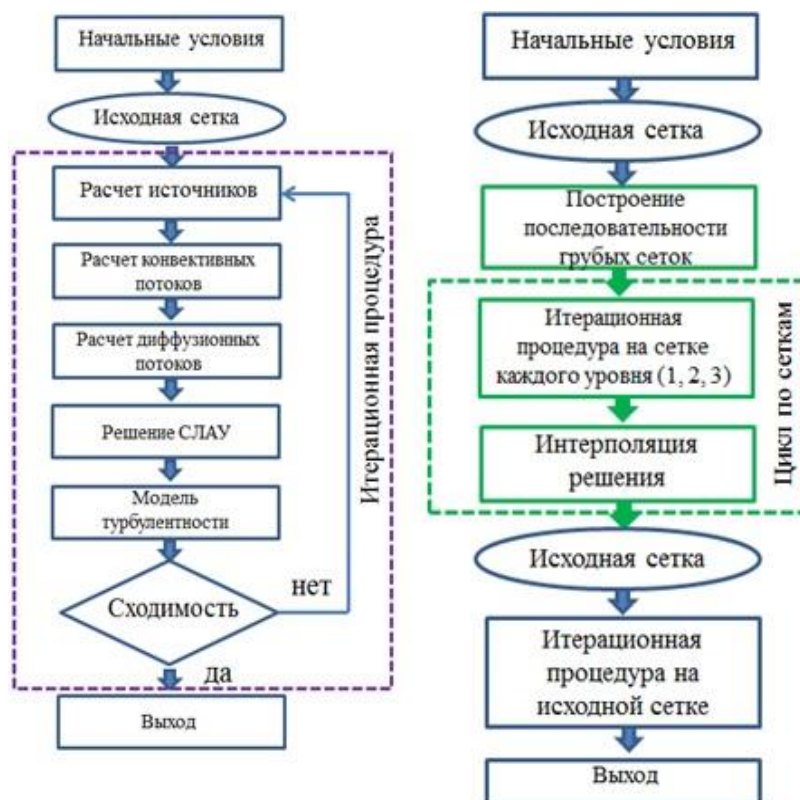 Начальные условия
Исходная сетка
Расчет источников
Расчет конвективных
потоков
Расчет диффузионных
потоков
Решение СЛАУ
Модель
турбулентности
Сходимость
нет
да
Выход
Итерационная процедура
Начальные условия
Исходная сетка
Построение
последовательности
грубых сеток
Итерационная
процедура на сетке
каждого уровня (1, 2, 3)
Интерполяция
решения
Цикл по сеткам
Исходная сетка
Итерационная
процедура на
исходной сетке
Выход